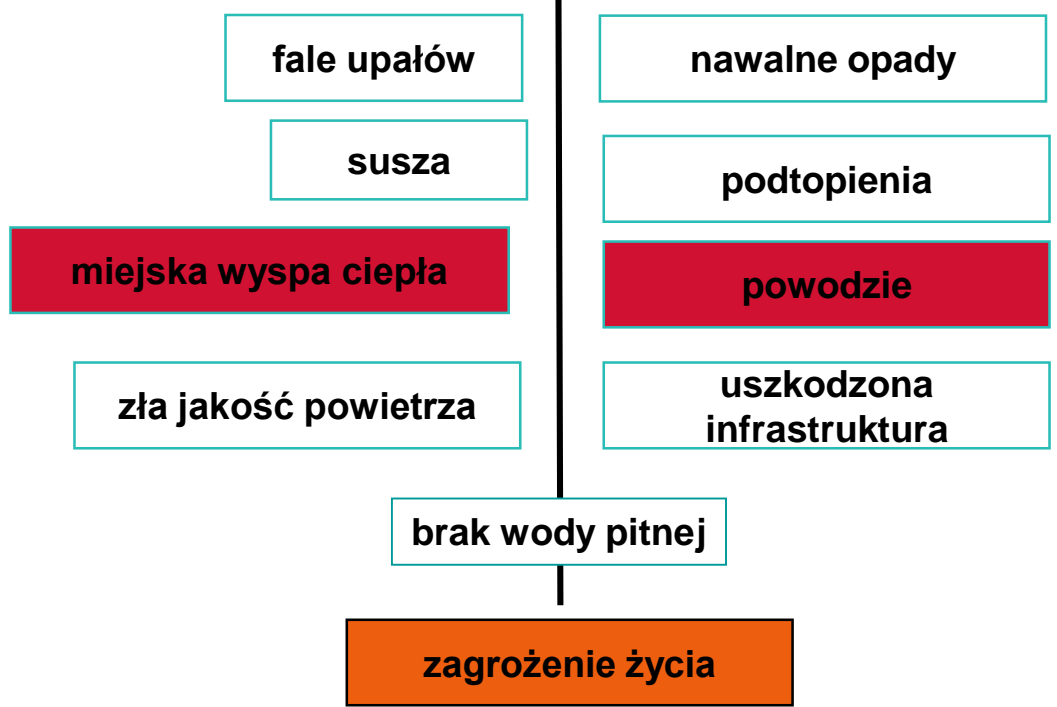 fale upałów
nawalne opady
susza
podtopienia
miejska wyspa ciepła
powodzie
zła jakość powietrza
uszkodzona
infrastruktura
brak wody pitnej
zagrożenie życia